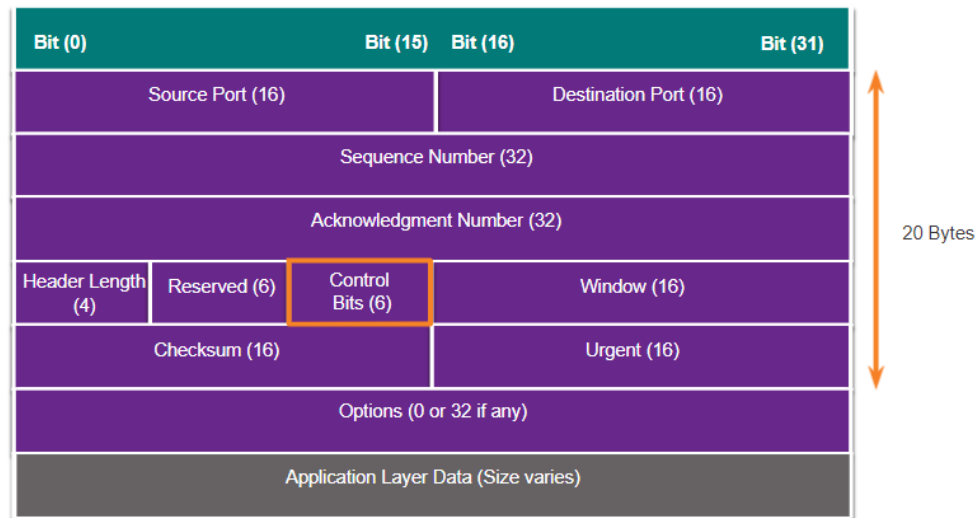 Bit (0) Bit (15) Bit (16) Bit (31)
Source Port (16) Destination Port (16)
Sequence Number (32)
Acknowledgment Number (32)
20 Bytes
Header Length
(4)
Reserved (6)
Control
Bits (6)
Window (16)
Checksum (16) Urgent (16)
Options (0 or 32 if any)
Application Layer Data (Size varies)